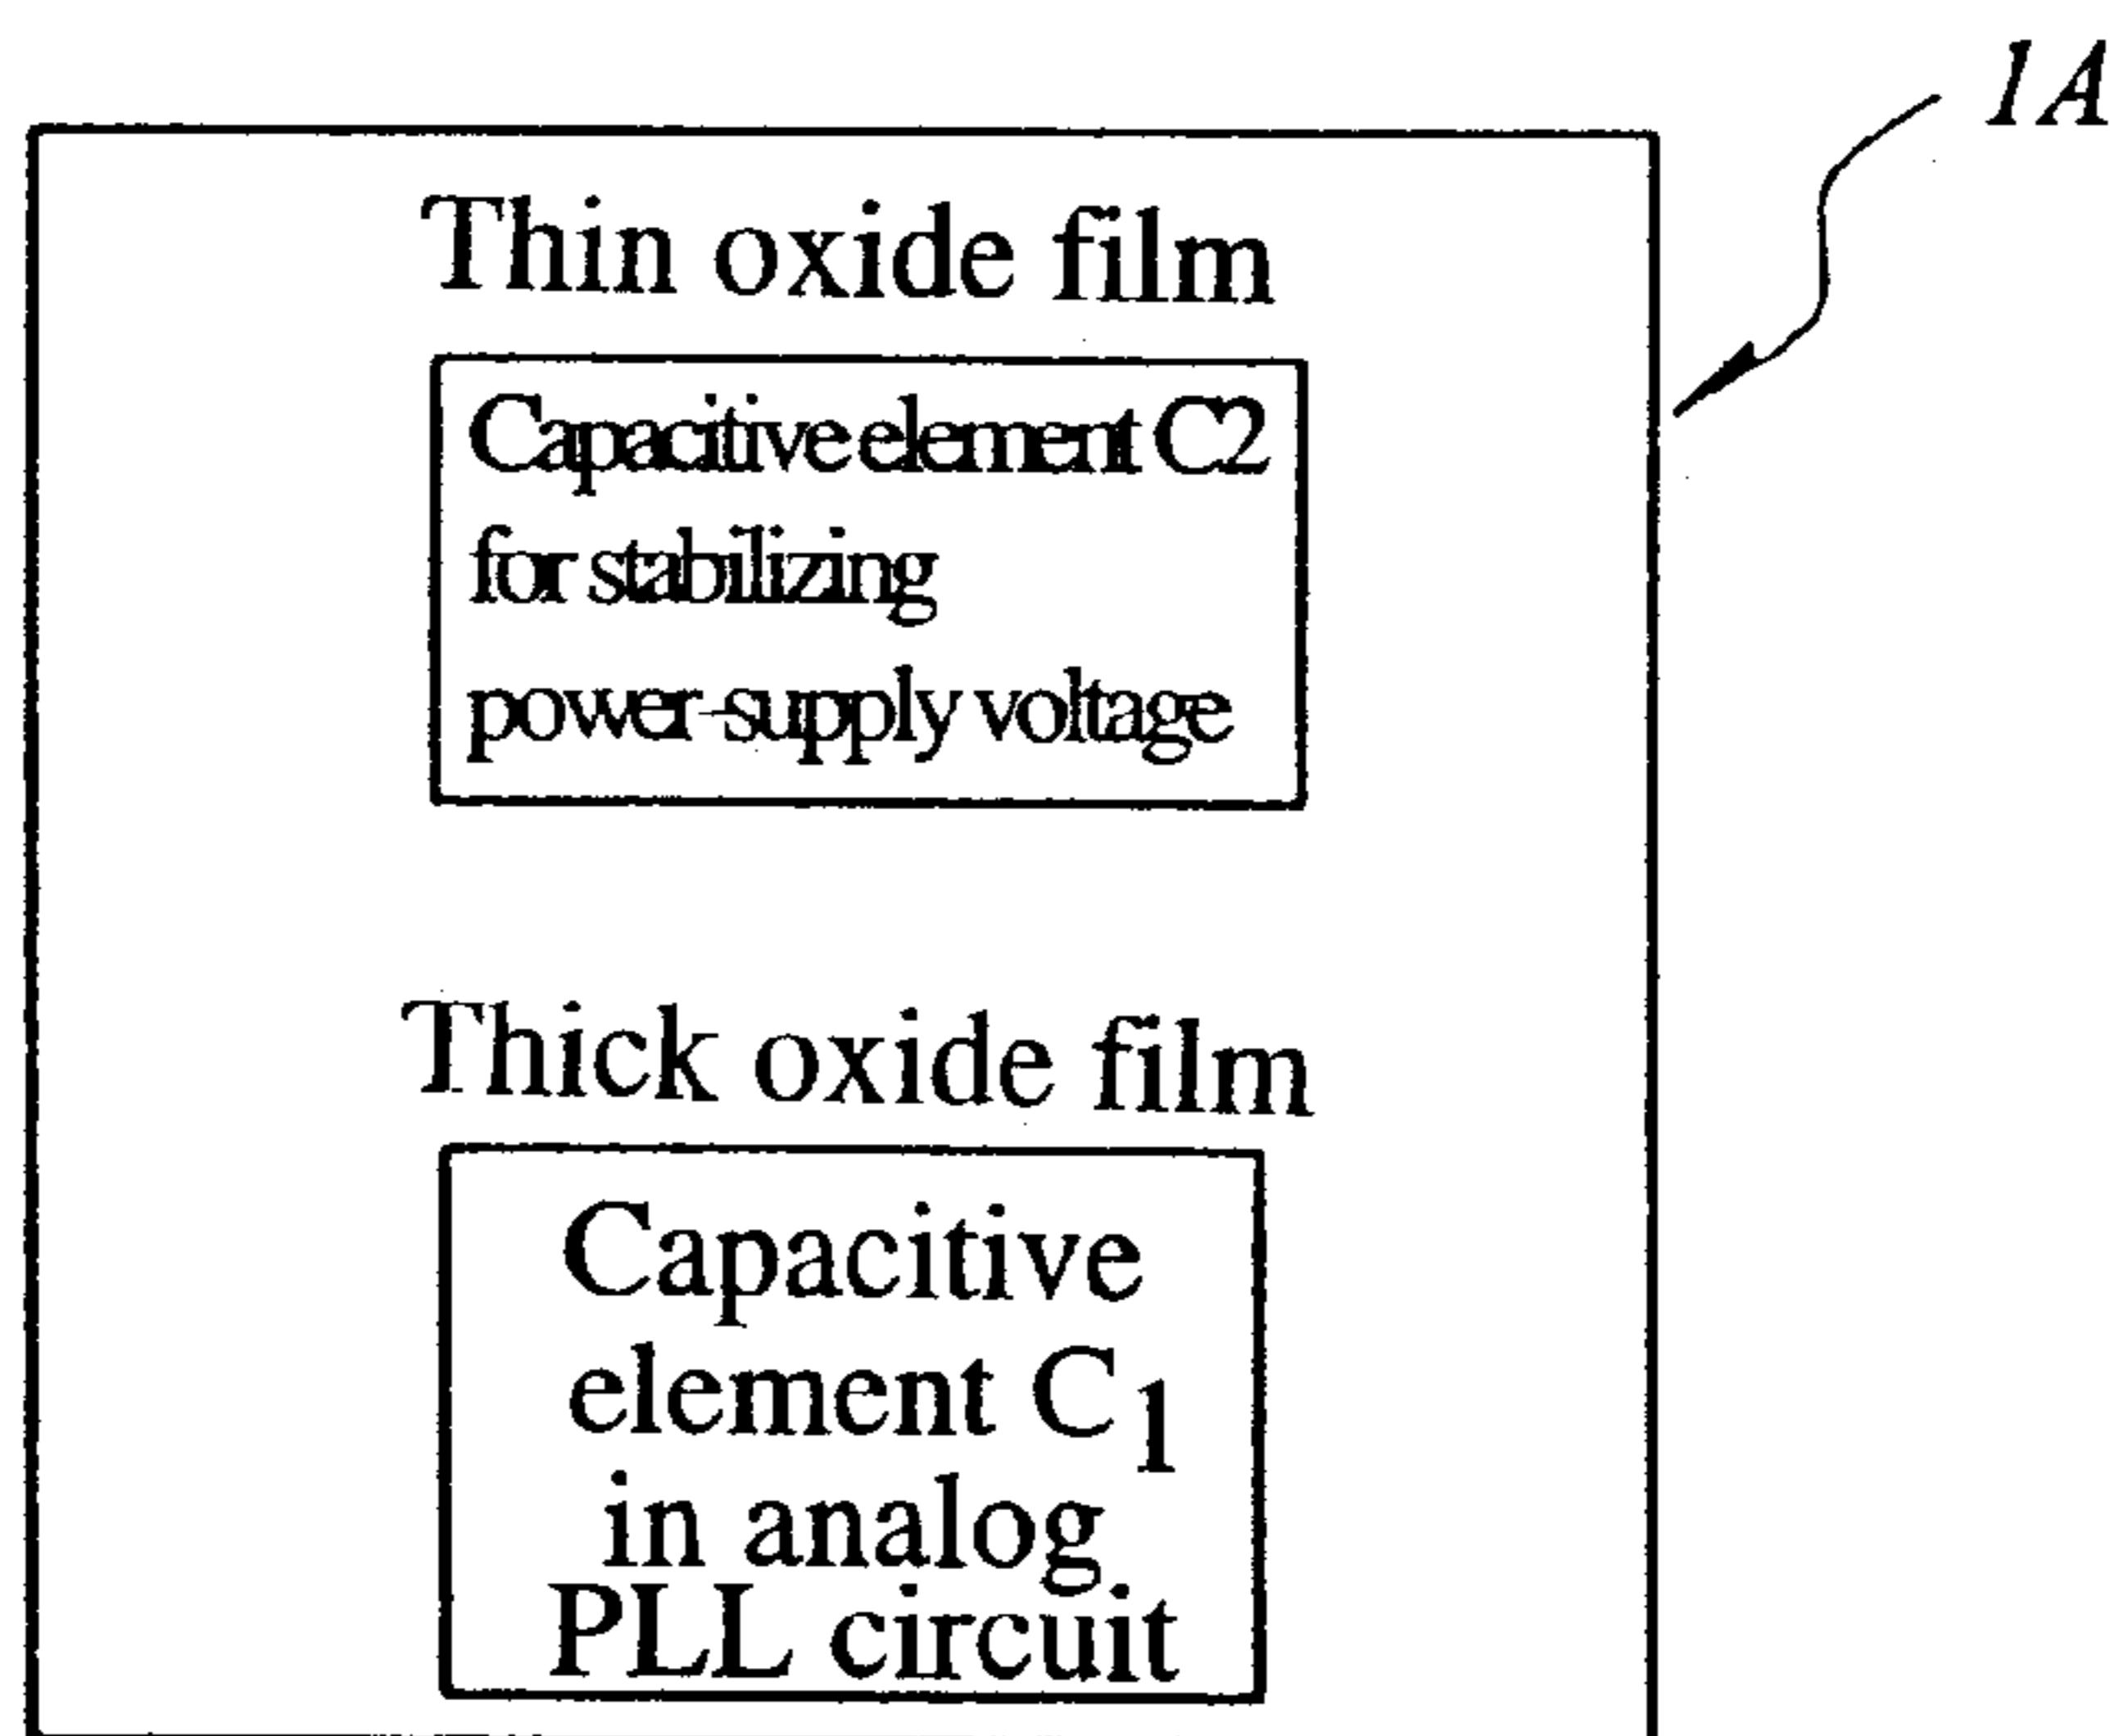 1A
Thin oxide film
Capacitive element C2
for stabilizing
power-supply voltage
Thick oxide film
Capacitive
element C1
in analog
PLL circuit